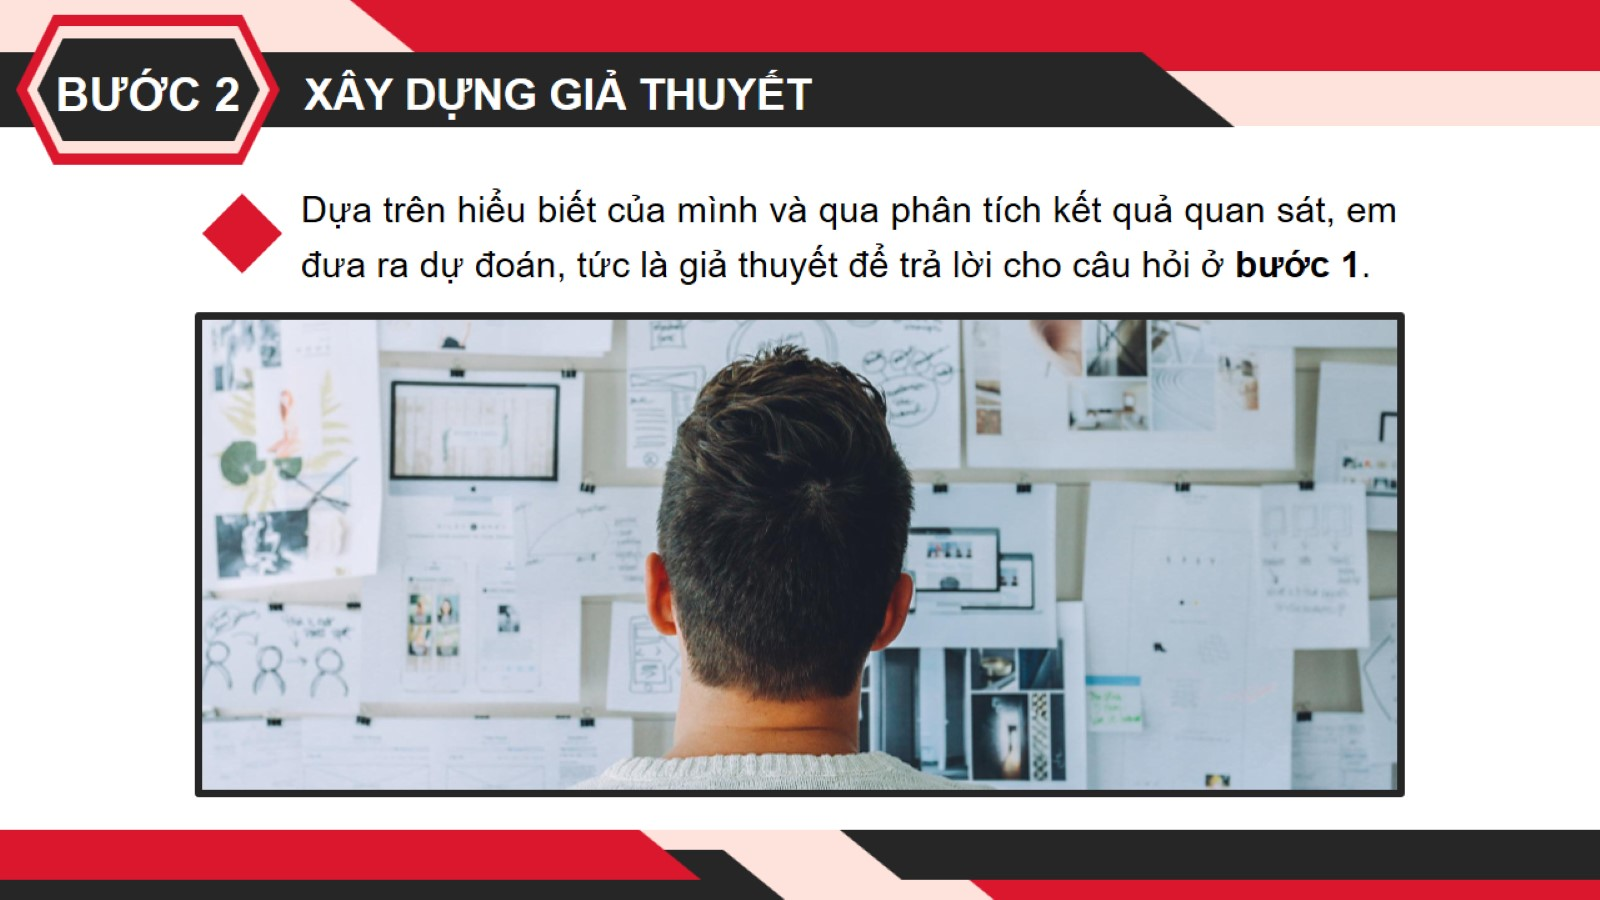 BƯỚC 2
XÂY DỰNG GIẢ THUYẾT
Dựa trên hiểu biết của mình và qua phân tích kết quả quan sát, em
đưa ra dự đoán, tức là giả thuyết để trả lời cho câu hỏi ở bước 1.